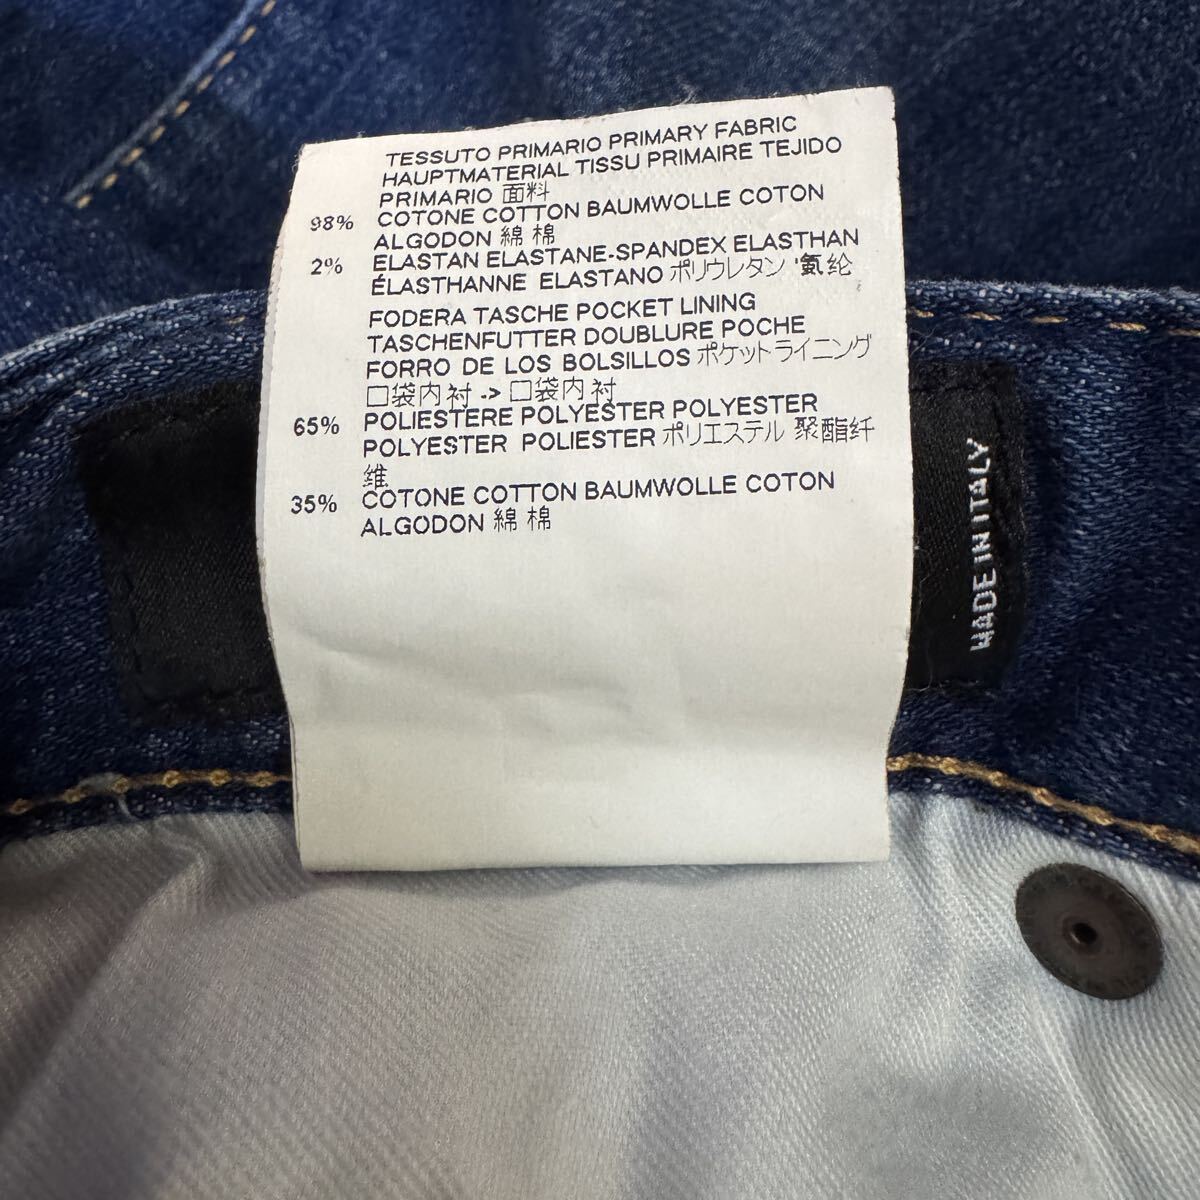 TESSUTO PRIMARIO PRIMARY FABRIC
HAUPTMATERIAL TISSU PRIMAIRE TEJIDO
PRIMARIO 面料
98% COTONE COTTON BAUMWOLLE COTON
ALGODON 綿 棉
2% ELASTAN ELASTANE-SPANDEX ELASTHAN
ÉLASTHANNE ELASTANO ポリウレタン '氨纶
FODERA TASCHE POCKET LINING
TASCHENFUTTER DOUBLURE POCHE
FORRO DE LOS BOLSILLOS ポケットライニング
口袋内衬 -> 口袋内衬
65% POLIESTERE POLYESTER POLYESTER
POLYESTER POLIESTER ポリエステル 聚酯纤
维
35% COTONE COTTON BAUMWOLLE COTON
ALGODON 綿 棉
MADE IN ITALY